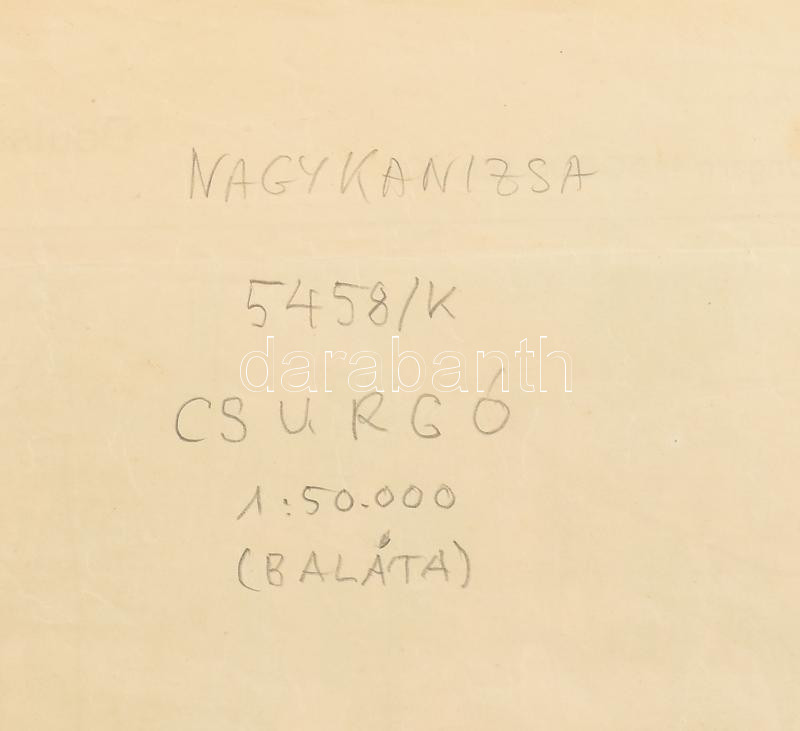 NAGYKANIZSA
5458/K
darabanth
CSURGÓ
1:50.000
(BALÁTA)